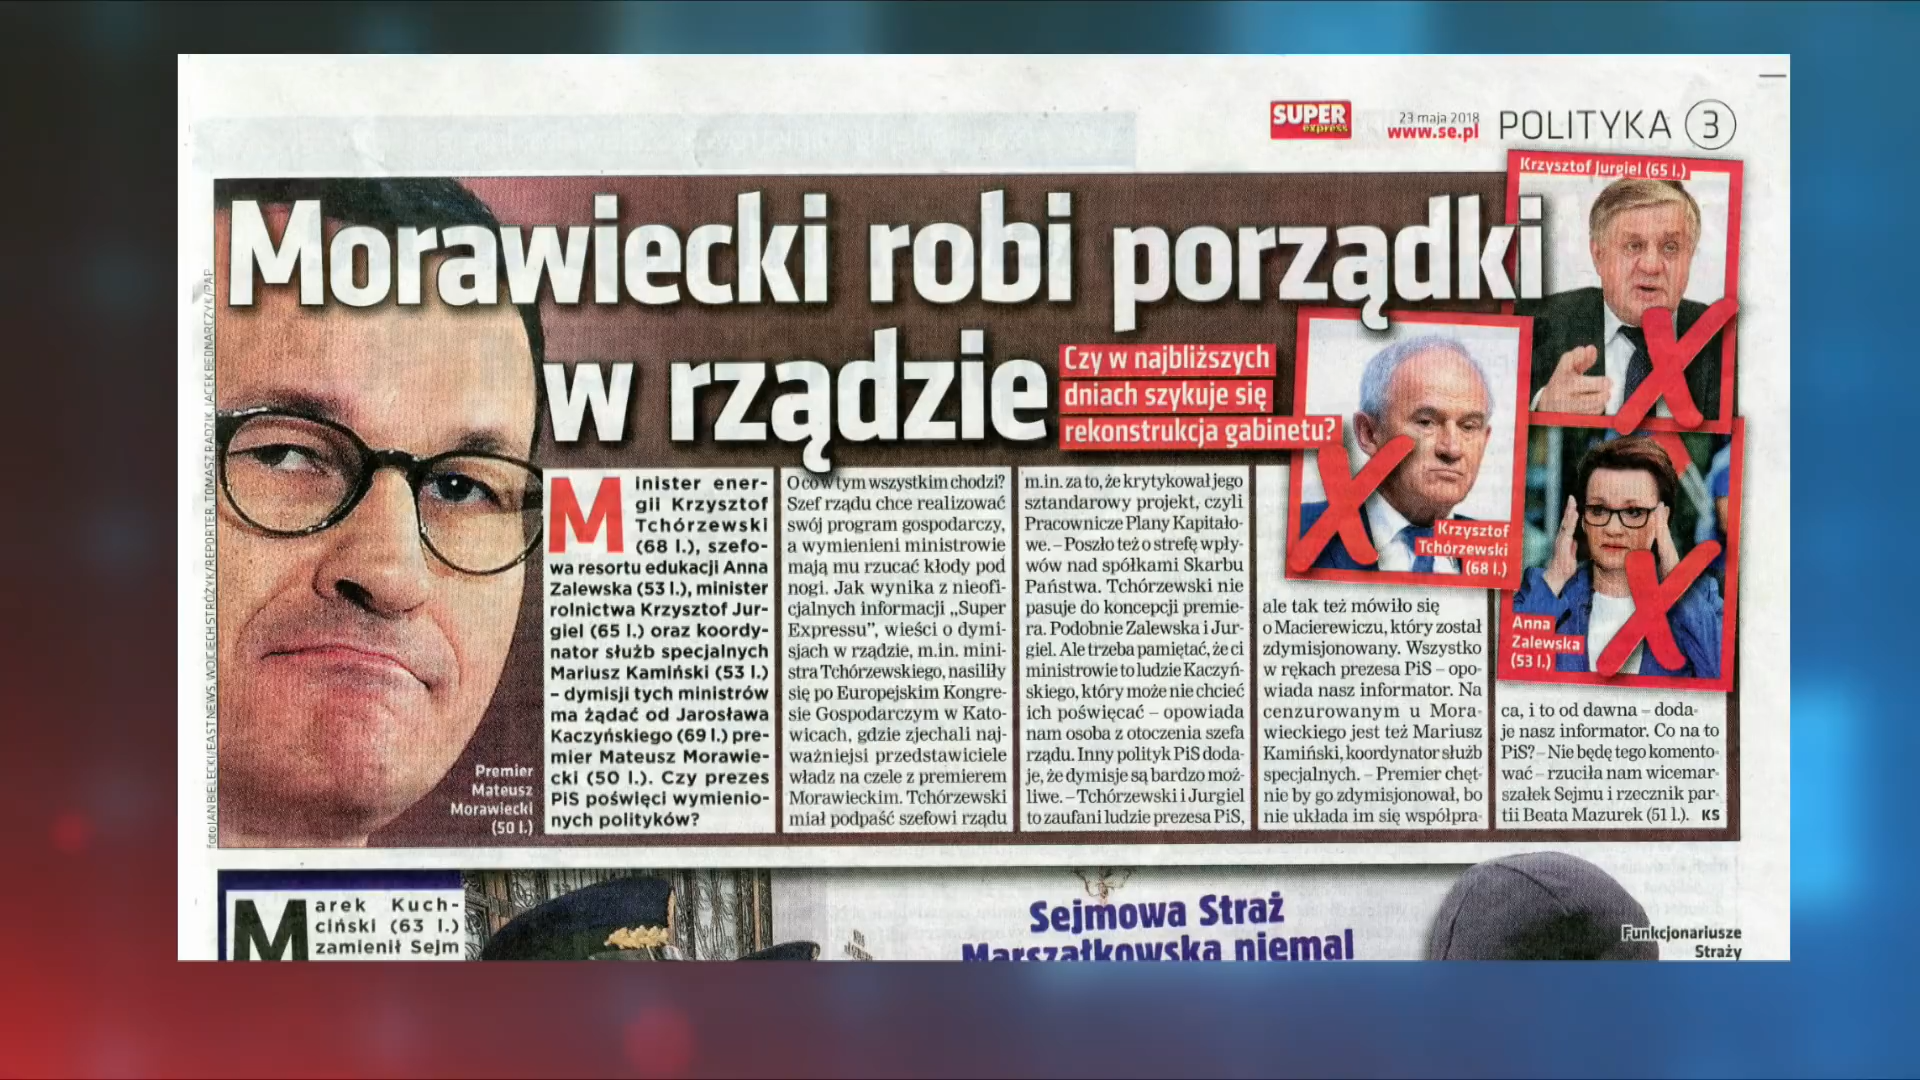 SUPER
express
23 maja 2018
www.se.pl
POLITYKA 3
Morawiecki robi porządki
w rządzie
Czy w najbliższych
dniach szykuje się
rekonstrukcja gabinetu?
Krzysztof Jurgiel (65 l.)
Krzysztof
Tchórzewski
(68 l.)
Anna
Zalewska
(53 l.)
Premier
Mateusz
Morawiecki
(50 l.)
Minister ener-
gii Krzysztof
Tchórzewski
(68 l.), szefo-
wa resortu edukacji Anna
Zalewska (53 l.), minister
rolnictwa Krzysztof Jur-
giel (65 l.) oraz koordy-
nator służb specjalnych
Mariusz Kamiński (53 l.)
– dymisji tych ministrów
ma żądać od Jarosława
Kaczyńskiego (69 l.) pre-
mier Mateusz Morawie-
cki (50 l.). Czy prezes
PiS poświęci wymienio-
nych polityków?
O co w tym wszystkim chodzi?
Szef rządu chce realizować
swój program gospodarczy,
a wymienieni ministrowie
mają mu rzucać kłody pod
nogi. Jak wynika z nieofi-
cjalnych informacji „Super
Expressu”, wieści o dymi-
sjach w rządzie, m.in. mini-
stra Tchórzewskiego, nasiliły
się po Europejskim Kongre-
sie Gospodarczym w Kato-
wicach, gdzie zjechali naj-
ważniejsi przedstawiciele
władz na czele z premierem
Morawieckim. Tchórzewski
miał podpaść szefowi rządu
m.in. za to, że krytykował jego
sztandarowy projekt, czyli
Pracownicze Plany Kapitało-
we. – Poszło też o strefę wpły-
wów nad spółkami Skarbu
Państwa. Tchórzewski nie
pasuje do koncepcji premie-
ra. Podobnie Zalewska i Jur-
giel. Ale trzeba pamiętać, że ci
ministrowie to ludzie Kaczyń-
skiego, który może nie chcieć
ich poświęcać – opowiada
nam osoba z otoczenia szefa
rządu. Inny polityk PiS doda-
je, że dymisje są bardzo moż-
liwe. – Tchórzewski i Jurgiel
to zaufani ludzie prezesa PiS,
ale tak też mówiło się
o Macierewiczu, który został
zdymisjonowany. Wszystko
w rękach prezesa PiS – opo-
wiada nasz informator. Na
cenzurowanym u Mora-
wieckiego jest też Mariusz
Kamiński, koordynator służb
specjalnych. – Premier chęt-
nie by go zdymisjonował, bo
nie układa im się współpra-
ca, i to od dawna – doda-
je nasz informator. Co na to
PiS? – Nie będę tego komento-
wać – rzuciła nam wicemar-
szałek Sejmu i rzecznik par-
tii Beata Mazurek (51 l.). KS
Marek Kuch-
ciński (63 l.)
zamienił Sejm
Sejmowa Straż
Marszałkowska niemal
Funkcjonariusze
Straży